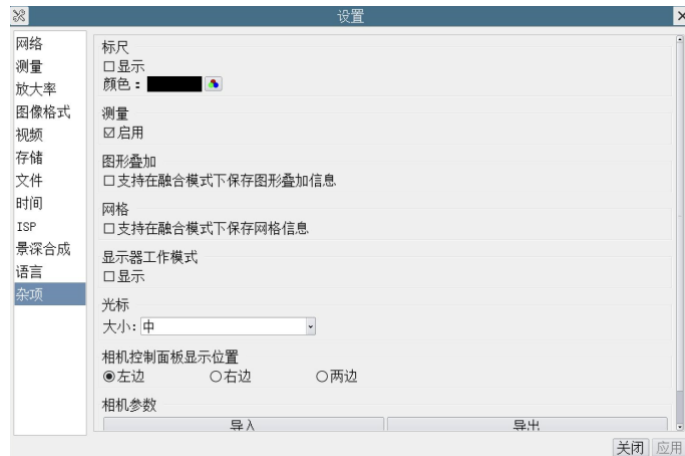 设置
网络
测量
放大率
图像格式
视频
存储
文件
时间
ISP
景深合成
语言
杂项
标尺
显示
颜色：
测量
启用
图形叠加
支持在融合模式下保存图形叠加信息
网格
支持在融合模式下保存网格信息
显示器工作模式
显示
光标
大小: 中
相机控制面板显示位置
左边 右边 两边
相机参数
导入 导出
关闭 应用